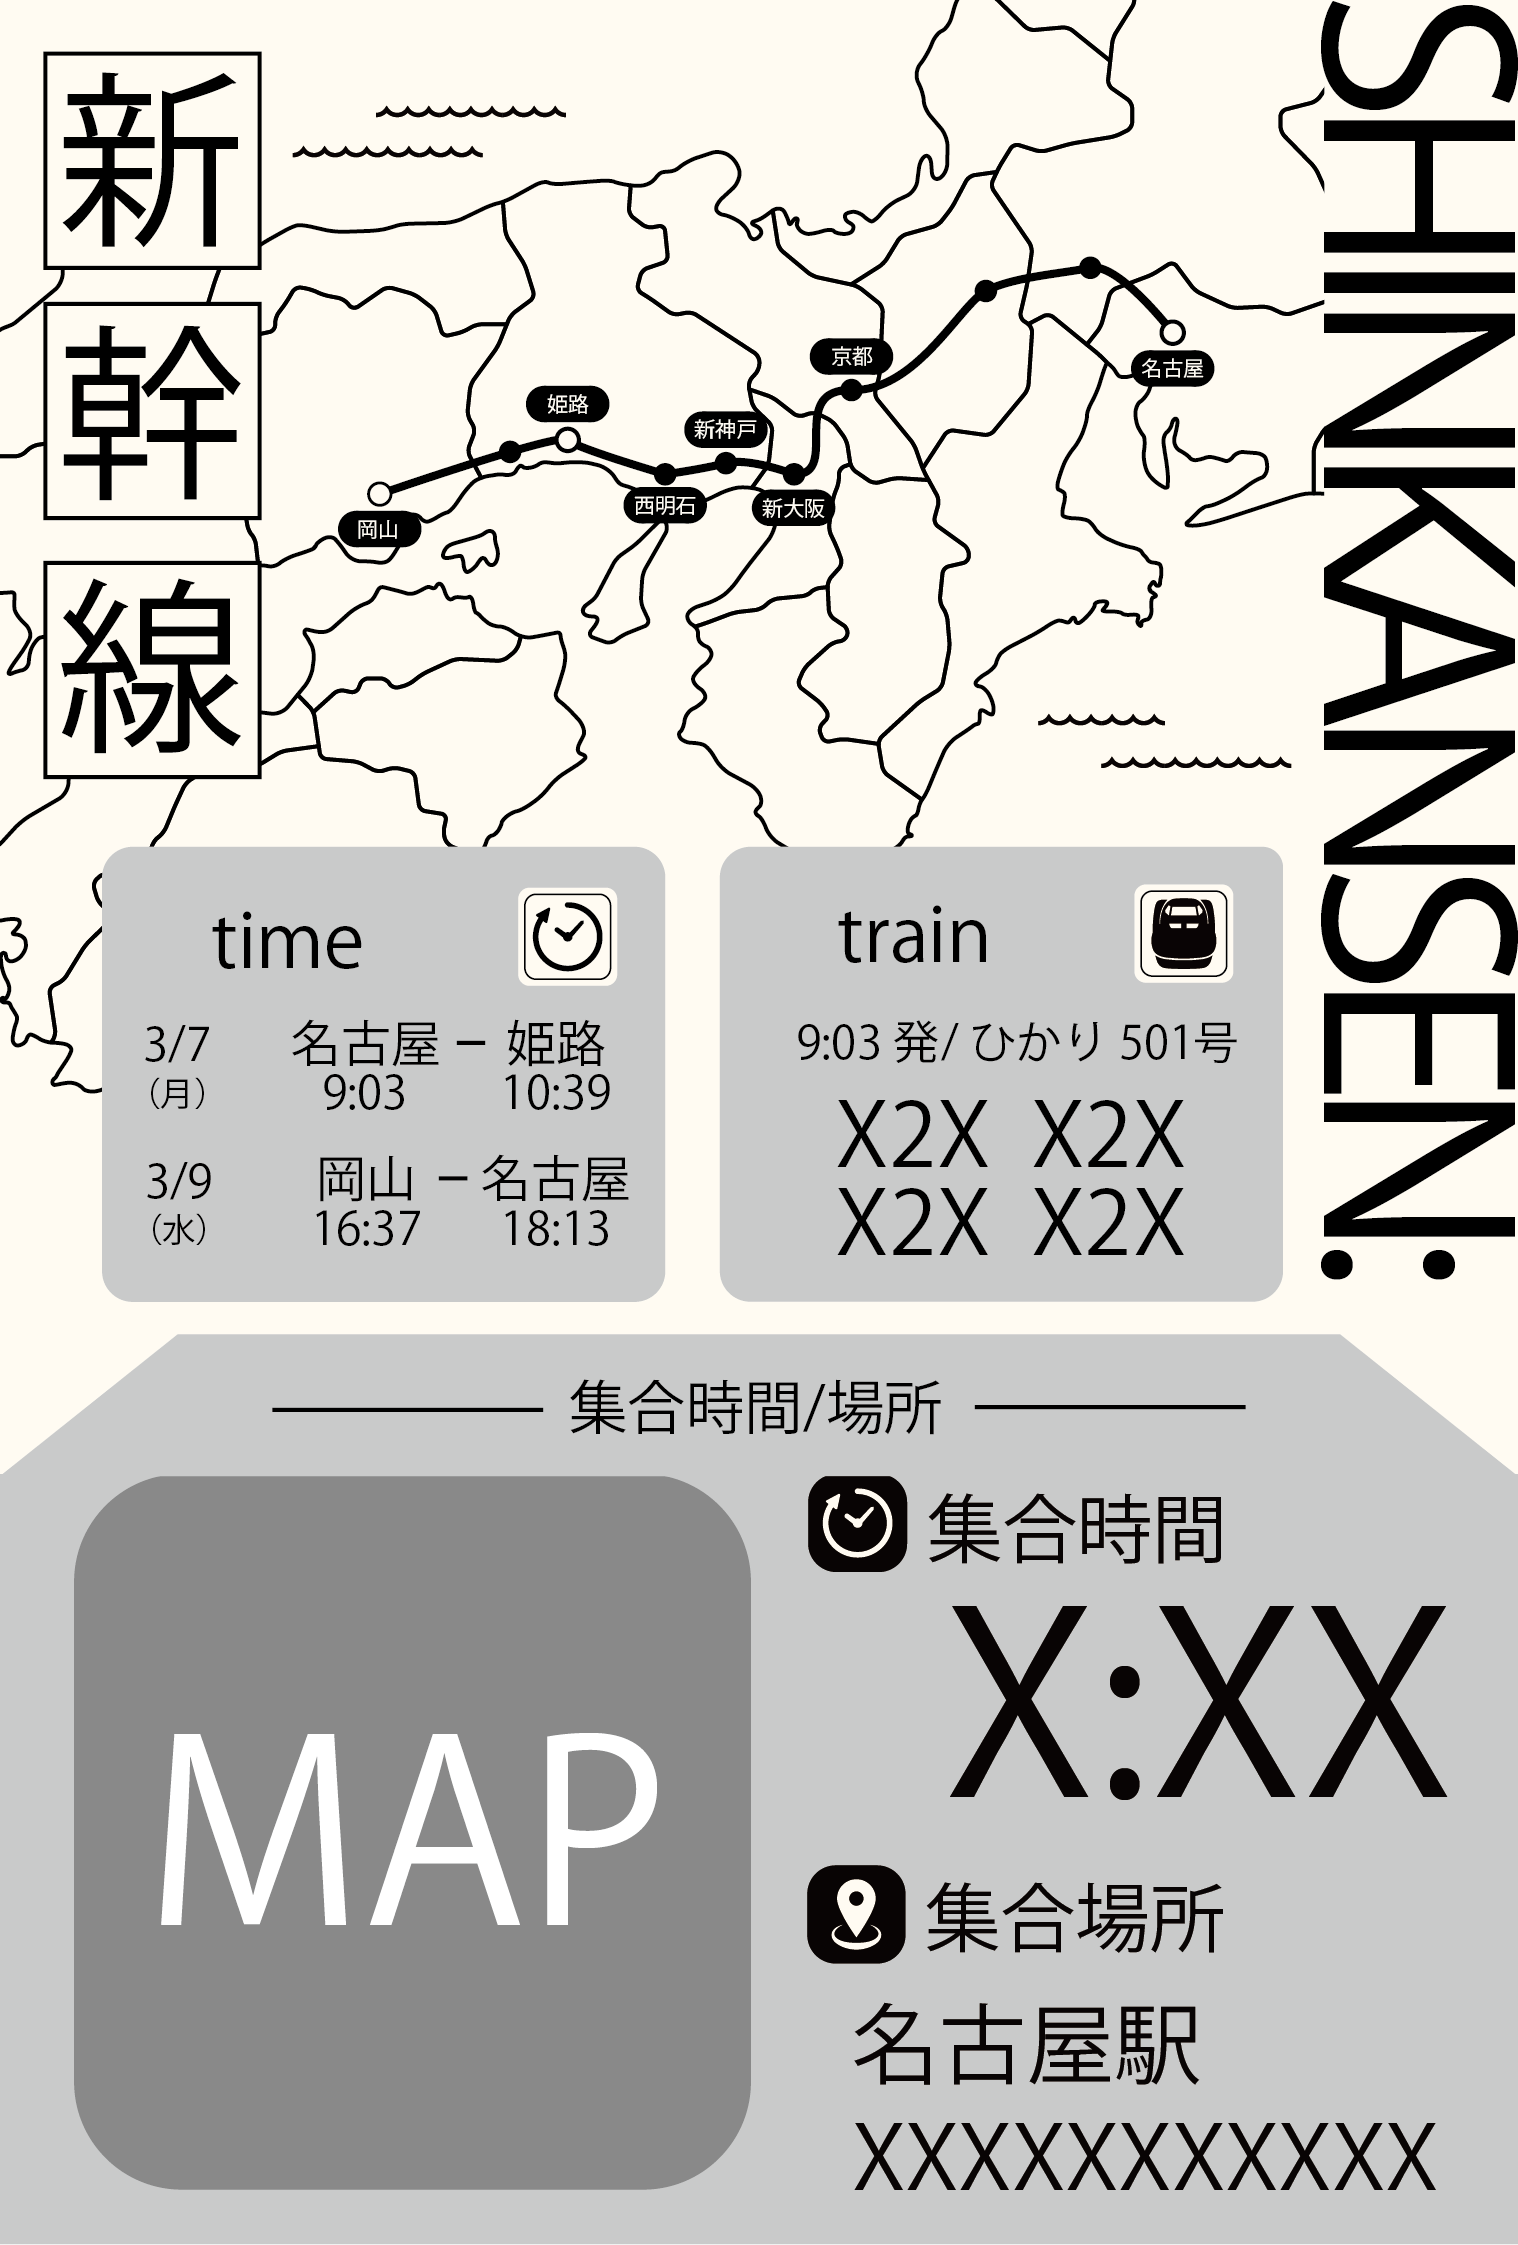 新
幹
線
SHINKANSEN:
京都
名古屋
姫路
新神戸
西明石
新大阪
岡山
time
3/7
（月）
名古屋 － 姫路
9:03 10:39
3/9
（水）
岡山 － 名古屋
16:37 18:13
train
9:03 発/ ひかり 501号
X2X X2X
X2X X2X
集合時間/場所
MAP
集合時間
X:XX
集合場所
名古屋駅
XXXXXXXXXXX